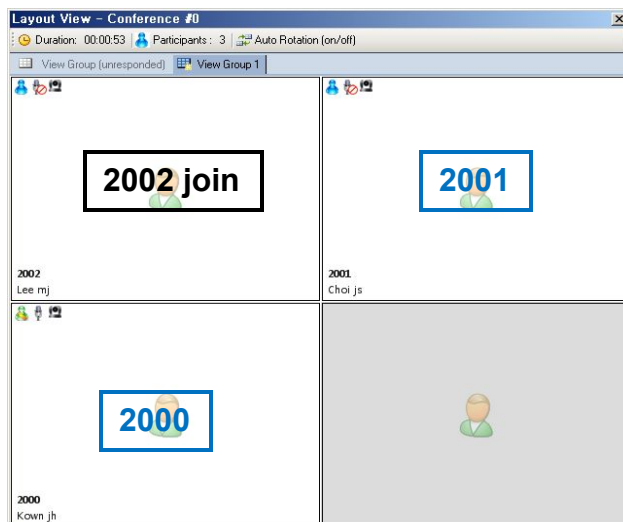 Layout View - Conference #0
Duration: 00:00:53 Participants : 3 Auto Rotation (on/off)
View Group (unresponded) View Group 1
2002 join
2002
Lee mj
2001
2001
Choi js
2000
2000
Kown jh